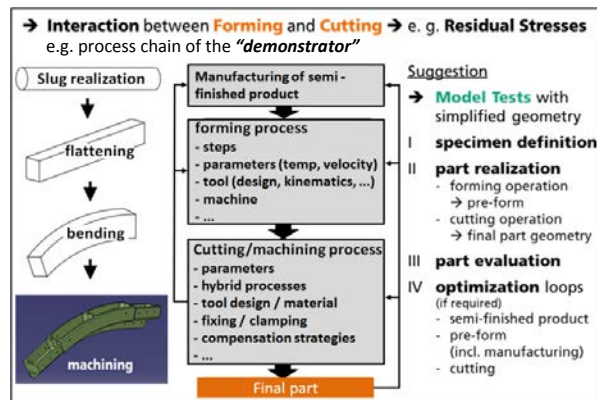 → Interaction between Forming and Cutting → e. g. Residual Stresses
e.g. process chain of the "demonstrator"
Slug realization
flattening
bending
machining
Manufacturing of semi -
finished product
forming process
- steps
- parameters (temp, velocity)
- tool (design, kinematics, ...)
- machine
- ...
Cutting/machining process
- parameters
- hybrid processes
- tool design / material
- fixing / clamping
- compensation strategies
- ...
Final part
Suggestion
→ Model Tests with
simplified geometry
I specimen definition
II part realization
- forming operation
→ pre-form
- cutting operation
→ final part geometry
III part evaluation
IV optimization loops
(if required)
- semi-finished product
- pre-form
(incl. manufacturing)
- cutting